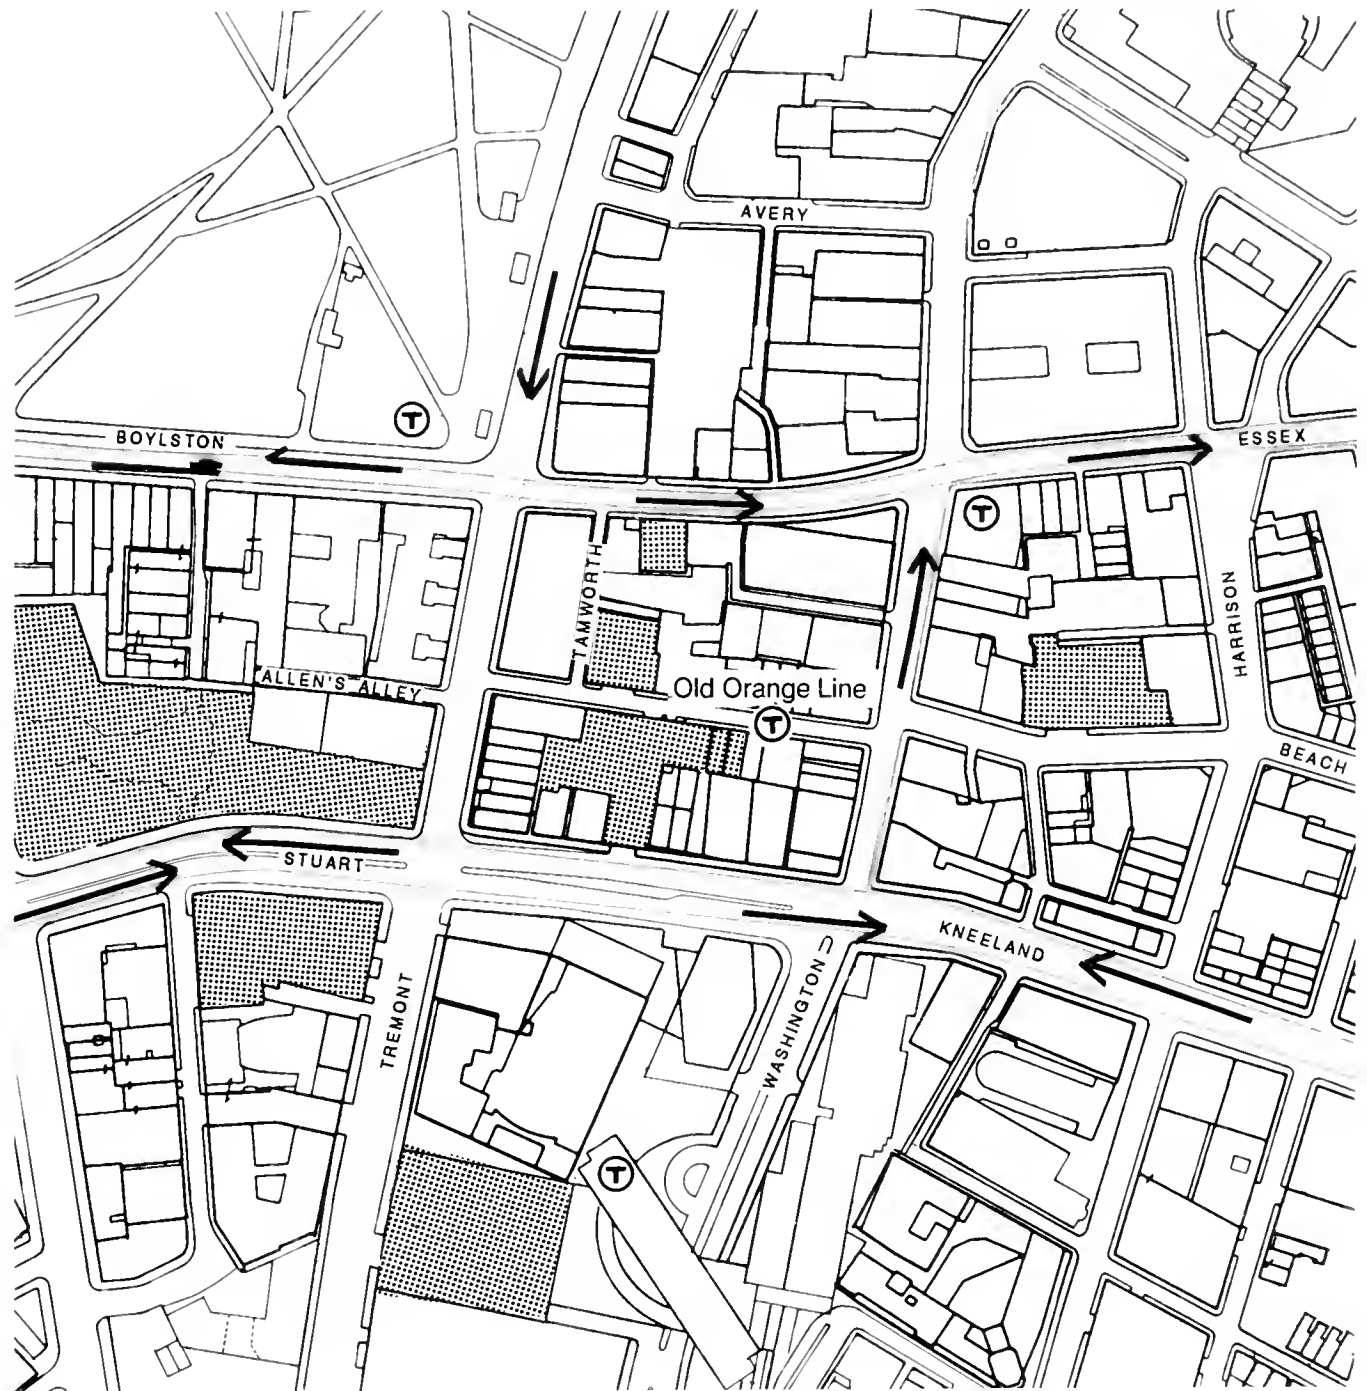 AVERY
T
BOYLSTON
ESSEX
T
TAMWORTH
HARRISON
ALLEN'S ALLEY
Old Orange Line
T
BEACH
STUART
KNEELAND
TREMONT
WASHINGTON
T